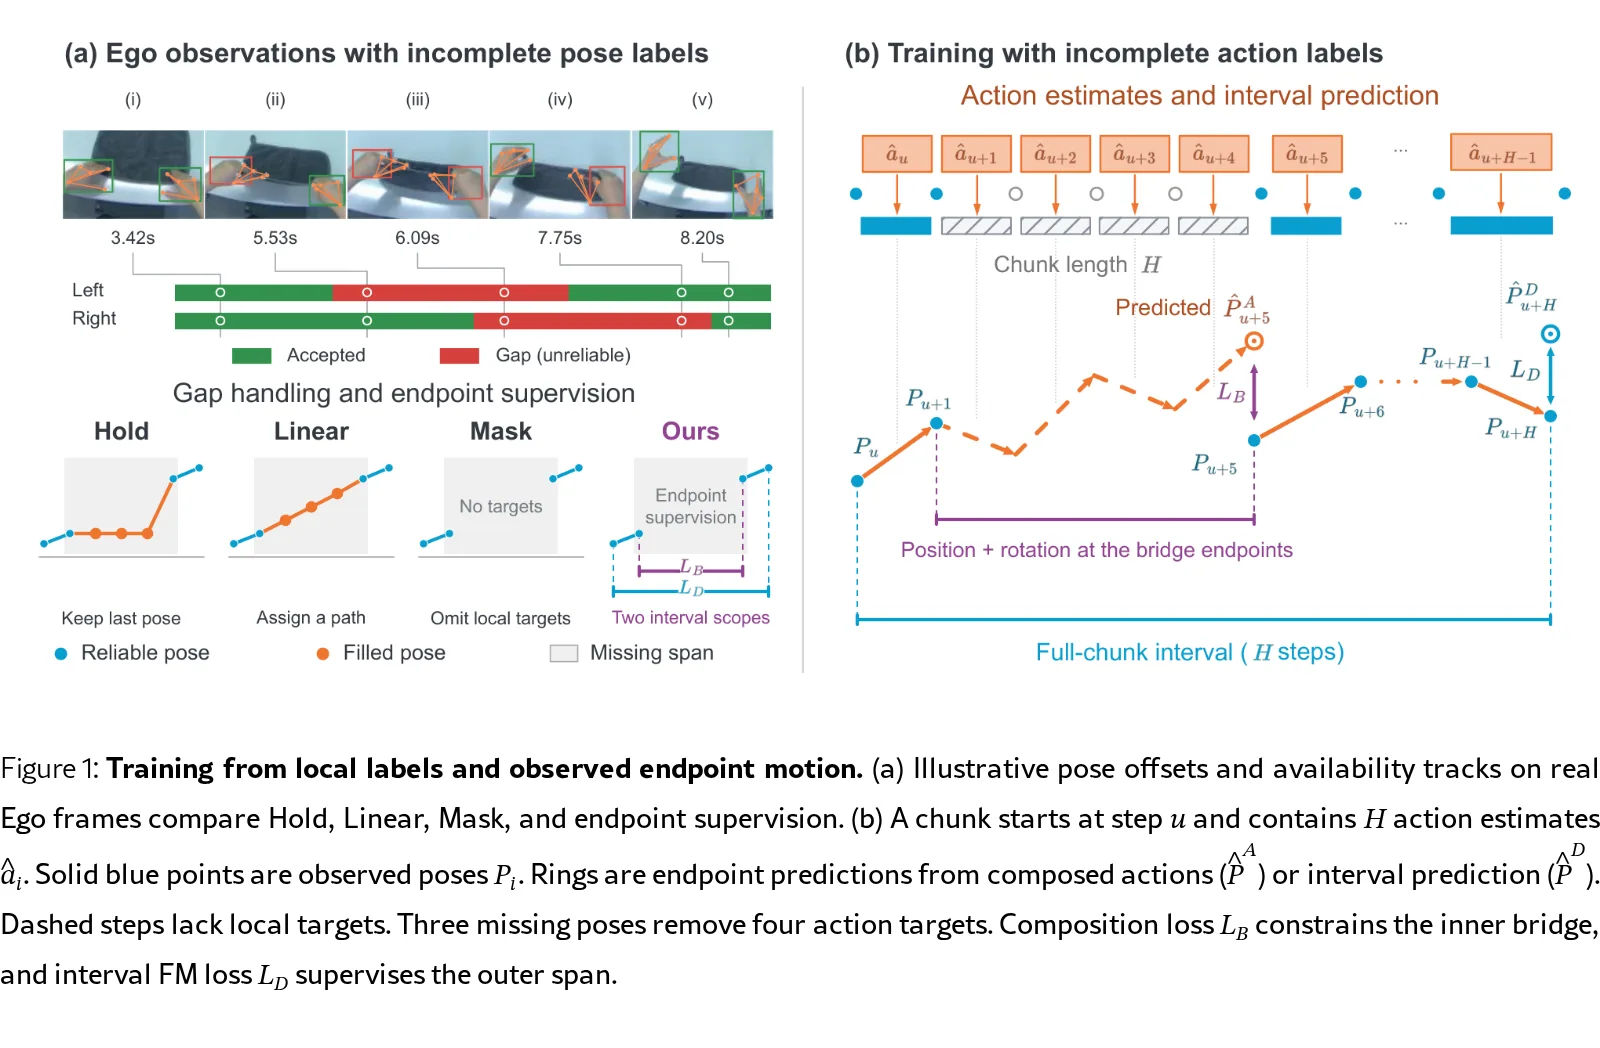 (a) Ego observations with incomplete pose labels
(i) (ii) (iii) (iv) (v)
3.42s 5.53s 6.09s 7.75s 8.20s
Left
Right
Accepted Gap (unreliable)
Gap handling and endpoint supervision
Hold Linear Mask Ours
No targets
Endpoint
supervision
L_B
L_D
Keep last pose Assign a path Omit local targets Two interval scopes
Reliable pose Filled pose Missing span
(b) Training with incomplete action labels
Action estimates and interval prediction
â_u â_{u+1} â_{u+2} â_{u+3} â_{u+4} â_{u+5} ... â_{u+H−1}
...
Chunk length H
Predicted P̂^A_{u+5}
P̂^D_{u+H}
P_u
P_{u+1}
L_B
P_{u+5}
P_{u+6}
P_{u+H−1}
L_D
P_{u+H}
Position + rotation at the bridge endpoints
Full-chunk interval ( H steps)
Figure 1: Training from local labels and observed endpoint motion. (a) Illustrative pose offsets and availability tracks on real
Ego frames compare Hold, Linear, Mask, and endpoint supervision. (b) A chunk starts at step u and contains H action estimates
â_i. Solid blue points are observed poses P_i. Rings are endpoint predictions from composed actions (P̂^A) or interval prediction (P̂^D).
Dashed steps lack local targets. Three missing poses remove four action targets. Composition loss L_B constrains the inner bridge,
and interval FM loss L_D supervises the outer span.